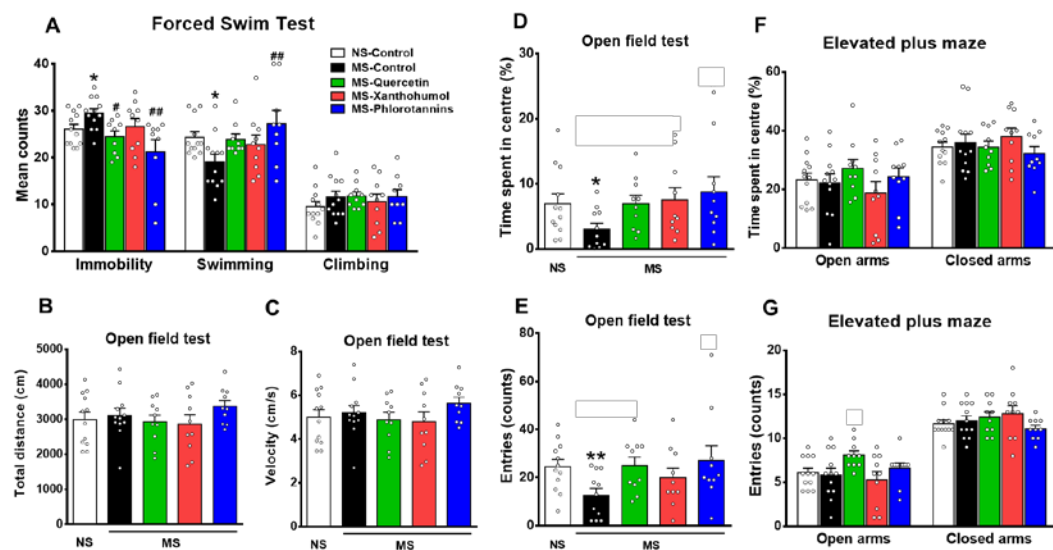 A
Forced Swim Test
Mean counts
40
30
20
10
0
*
#
##
*
##
NS-Control
MS-Control
MS-Quercetin
MS-Xanthohumol
MS-Phlorotannins
Immobility Swimming Climbing
B
Open field test
Total distance (cm)
5000
4000
3000
2000
1000
0
NS MS
C
Open field test
Velocity (cm/s)
8
6
4
2
0
NS MS
D
Open field test
Time spent in centre (%)
30
20
10
0
*
NS MS
E
Open field test
Entries (counts)
80
60
40
20
0
**
NS MS
F
Elevated plus maze
Time spent in centre (%)
60
40
20
0
Open arms Closed arms
G
Elevated plus maze
Entries (counts)
20
15
10
5
0
Open arms Closed arms